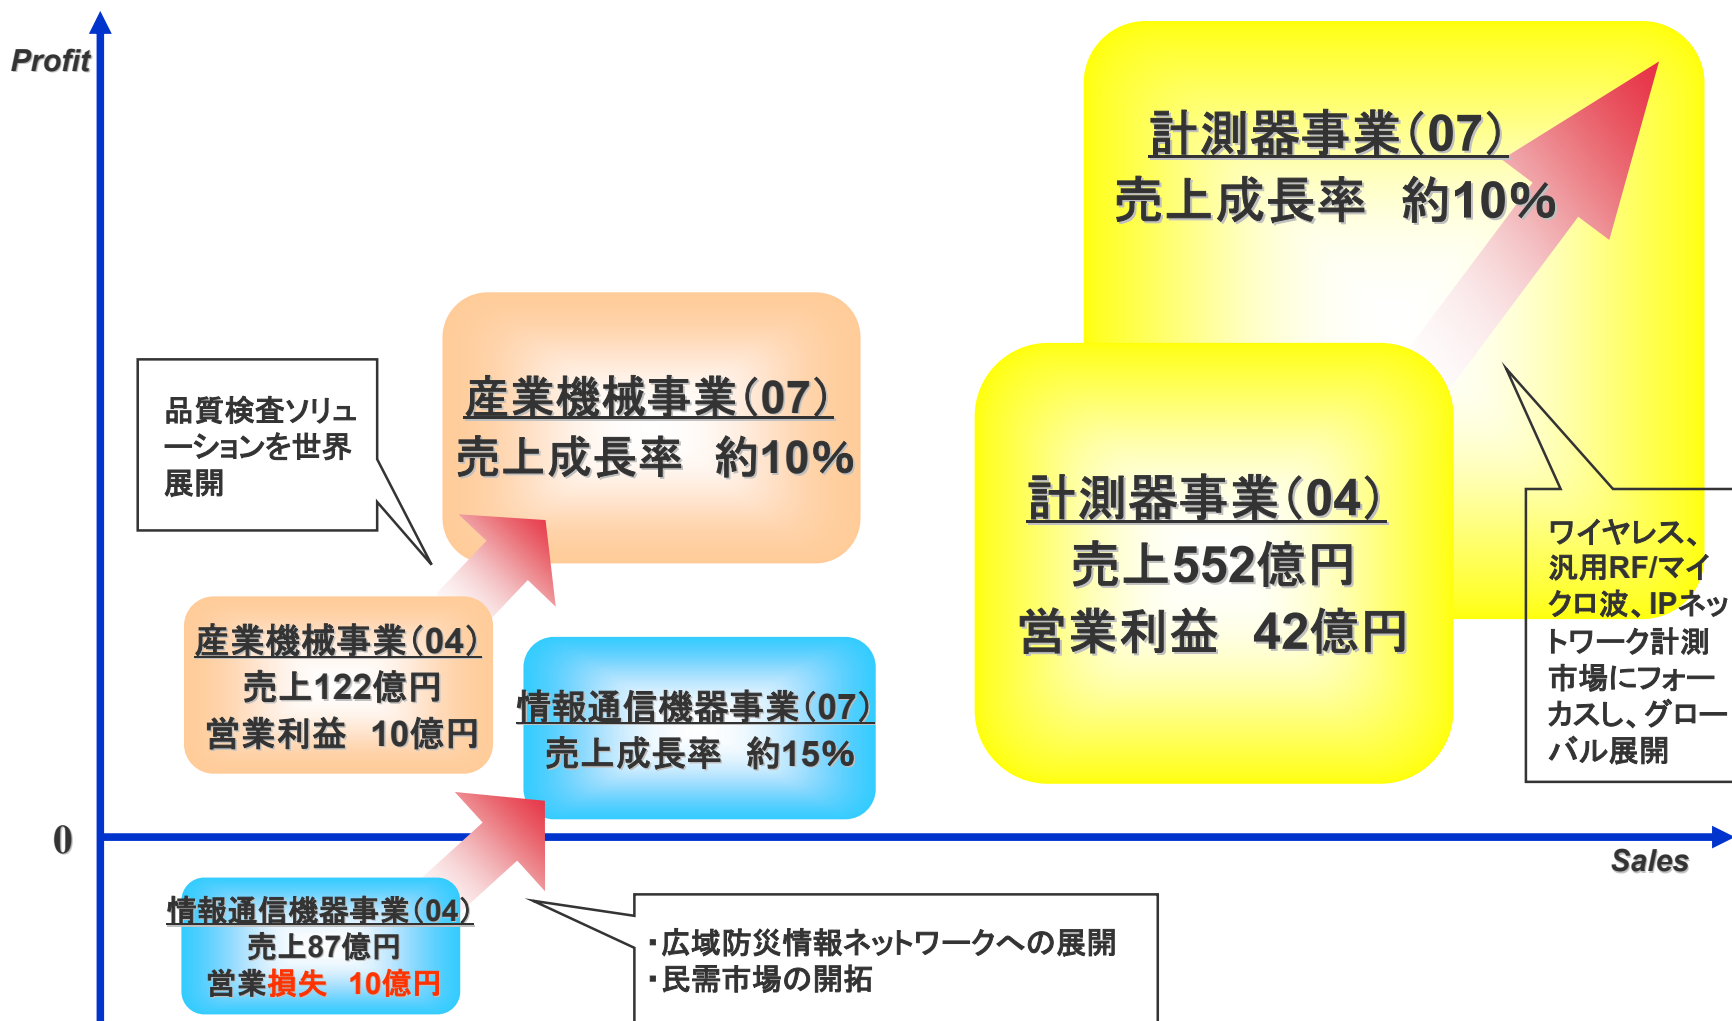 Profit
計測器事業（07）
売上成長率　約10%
産業機械事業（07）
売上成長率　約10%
品質検査ソリュ
ーションを世界
展開
計測器事業（04）
売上552億円
営業利益　42億円
ワイヤレス、
汎用RF/マイ
クロ波、IPネッ
トワーク計測
市場にフォー
カスし、グロー
バル展開
産業機械事業（04）
売上122億円
営業利益　10億円
情報通信機器事業（07）
売上成長率　約15%
0
Sales
情報通信機器事業（04）
売上87億円
営業損失　10億円
・広域防災情報ネットワークへの展開
・民需市場の開拓